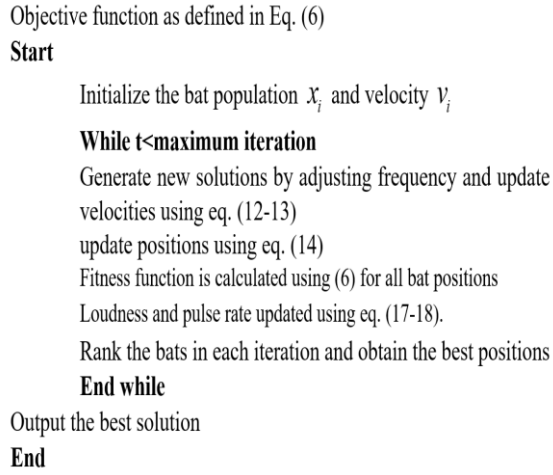 Objective function as defined in Eq. (6)
Start
Initialize the bat population x_i and velocity v_i
While t<maximum iteration
Generate new solutions by adjusting frequency and update
velocities using eq. (12-13)
update positions using eq. (14)
Fitness function is calculated using (6) for all bat positions
Loudness and pulse rate updated using eq. (17-18).
Rank the bats in each iteration and obtain the best positions
End while
Output the best solution
End